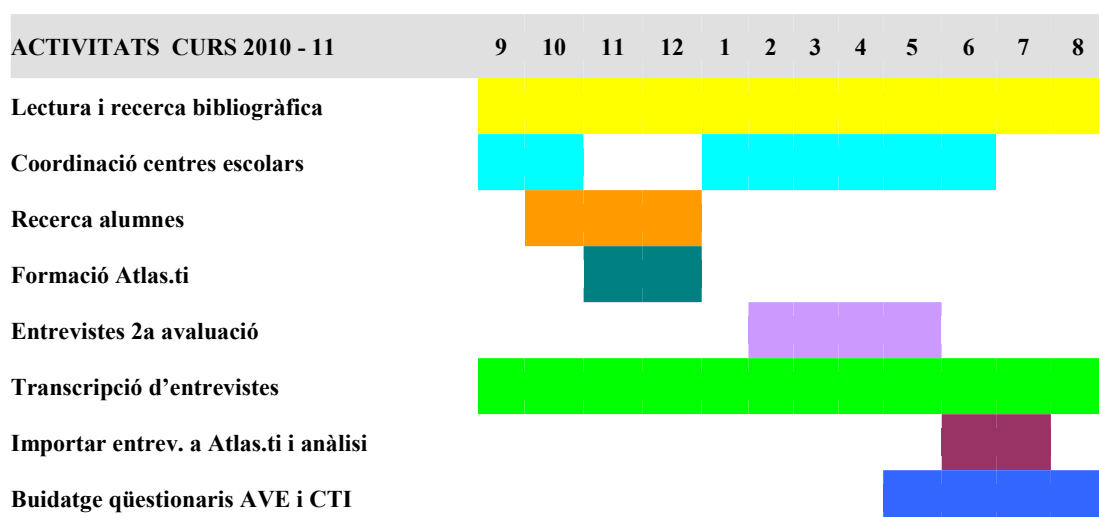 ACTIVITATS CURS 2010 - 11 9 10 11 12 1 2 3 4 5 6 7 8
Lectura i recerca bibliogràfica
Coordinació centres escolars
Recerca alumnes
Formació Atlas.ti
Entrevistes 2a avaluació
Transcripció d’entrevistes
Importar entrev. a Atlas.ti i anàlisi
Buidatge qüestionaris AVE i CTI